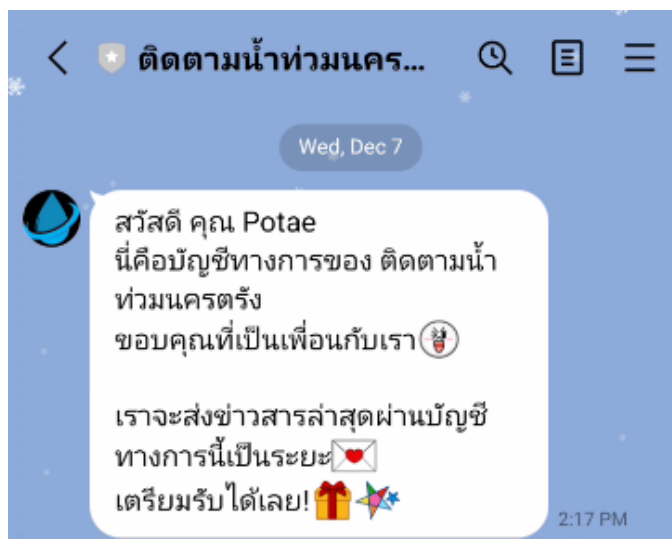 ติดตามน้ำท่วมนคร...
Wed, Dec 7
สวัสดี คุณ Potae
นี่คือบัญชีทางการของ ติดตามน้ำ
ท่วมนครตรัง
ขอบคุณที่เป็นเพื่อนกับเรา
เราจะส่งข่าวสารล่าสุดผ่านบัญชี
ทางการนี้เป็นระยะ
เตรียมรับได้เลย!
2:17 PM